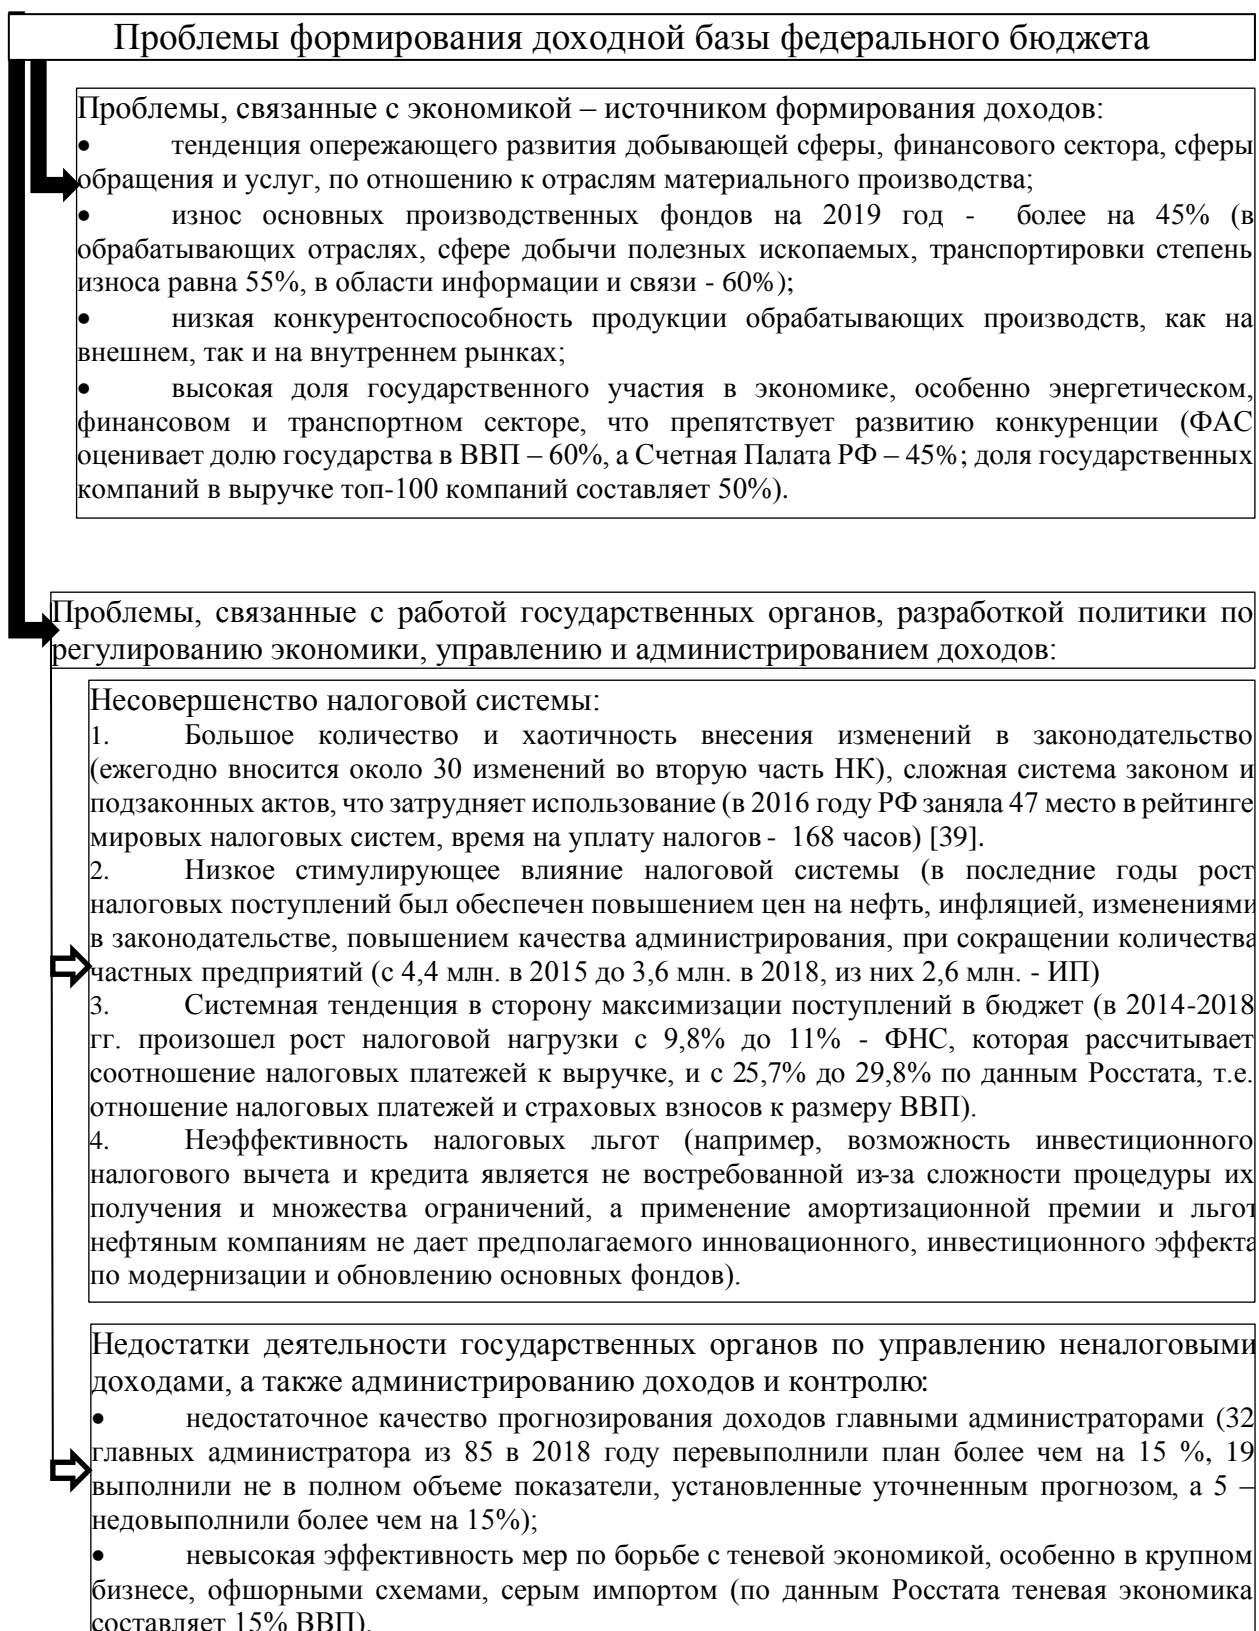 Проблемы формирования доходной базы федерального бюджета
Проблемы, связанные с экономикой – источником формирования доходов:
• тенденция опережающего развития добывающей сферы, финансового сектора, сферы
обращения и услуг, по отношению к отраслям материального производства;
• износ основных производственных фондов на 2019 год - более на 45% (в
обрабатывающих отраслях, сфере добычи полезных ископаемых, транспортировки степень
износа равна 55%, в области информации и связи - 60%);
• низкая конкурентоспособность продукции обрабатывающих производств, как на
внешнем, так и на внутреннем рынках;
• высокая доля государственного участия в экономике, особенно энергетическом,
финансовом и транспортном секторе, что препятствует развитию конкуренции (ФАС
оценивает долю государства в ВВП – 60%, а Счетная Палата РФ – 45%; доля государственных
компаний в выручке топ-100 компаний составляет 50%).
Проблемы, связанные с работой государственных органов, разработкой политики по
регулированию экономики, управлению и администрированием доходов:
Несовершенство налоговой системы:
1. Большое количество и хаотичность внесения изменений в законодательство
(ежегодно вносится около 30 изменений во вторую часть НК), сложная система законом и
подзаконных актов, что затрудняет использование (в 2016 году РФ заняла 47 место в рейтинге
мировых налоговых систем, время на уплату налогов - 168 часов) [39].
2. Низкое стимулирующее влияние налоговой системы (в последние годы рост
налоговых поступлений был обеспечен повышением цен на нефть, инфляцией, изменениями
в законодательстве, повышением качества администрирования, при сокращении количества
частных предприятий (с 4,4 млн. в 2015 до 3,6 млн. в 2018, из них 2,6 млн. - ИП)
3. Системная тенденция в сторону максимизации поступлений в бюджет (в 2014-2018
гг. произошел рост налоговой нагрузки с 9,8% до 11% - ФНС, которая рассчитывает
соотношение налоговых платежей к выручке, и с 25,7% до 29,8% по данным Росстата, т.е.
отношение налоговых платежей и страховых взносов к размеру ВВП).
4. Неэффективность налоговых льгот (например, возможность инвестиционного
налогового вычета и кредита является не востребованной из-за сложности процедуры их
получения и множества ограничений, а применение амортизационной премии и льгот
нефтяным компаниям не дает предполагаемого инновационного, инвестиционного эффекта
по модернизации и обновлению основных фондов).
Недостатки деятельности государственных органов по управлению неналоговыми
доходами, а также администрированию доходов и контролю:
• недостаточное качество прогнозирования доходов главными администраторами (32
главных администратора из 85 в 2018 году перевыполнили план более чем на 15 %, 19
выполнили не в полном объеме показатели, установленные уточненным прогнозом, а 5 –
недовыполнили более чем на 15%);
• невысокая эффективность мер по борьбе с теневой экономикой, особенно в крупном
бизнесе, офшорными схемами, серым импортом (по данным Росстата теневая экономика
составляет 15% ВВП).